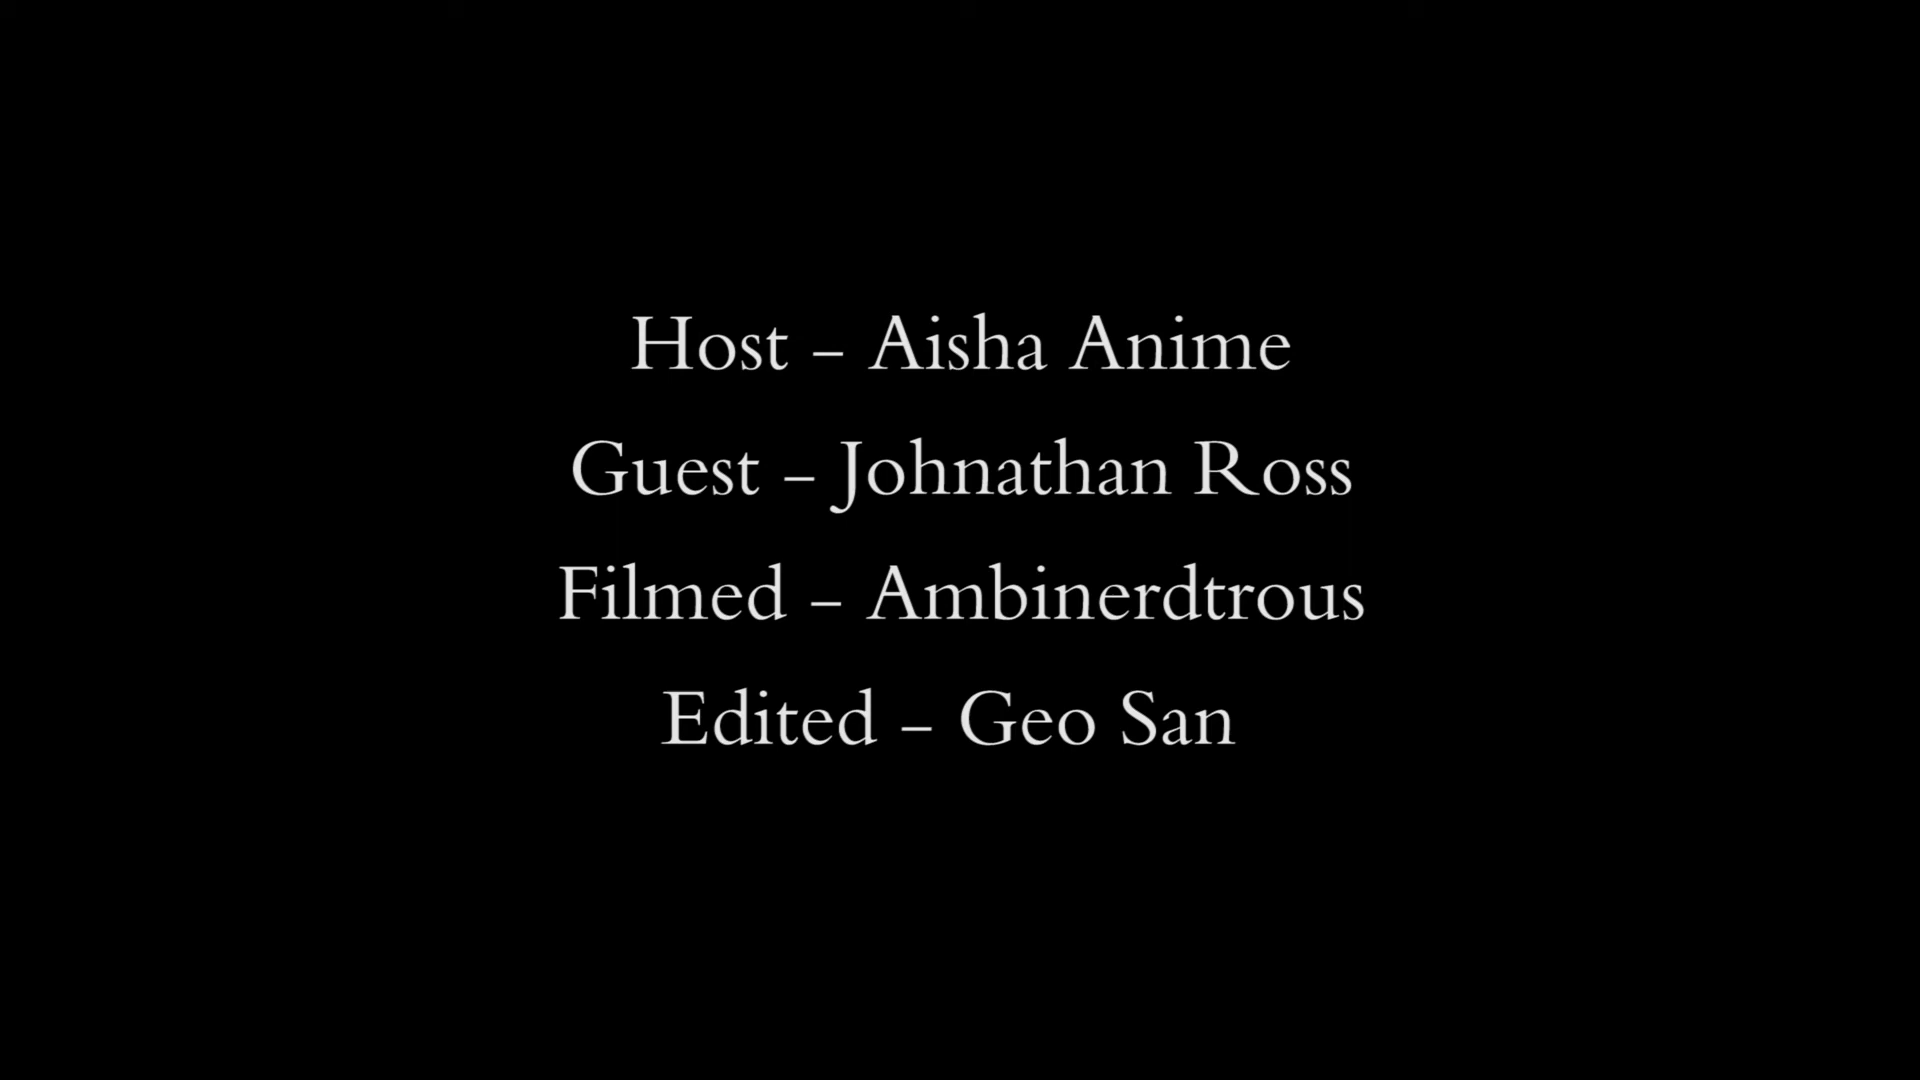 Host - Aisha Anime
Guest - Johnathan Ross
Filmed - Ambinerdtrous
Edited - Geo San